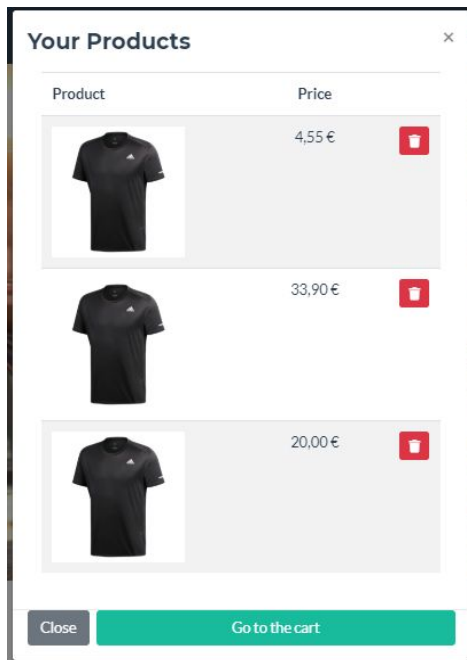 Your Products ×
Product Price
4,55 €
33,90 €
20,00 €
Close Go to the cart